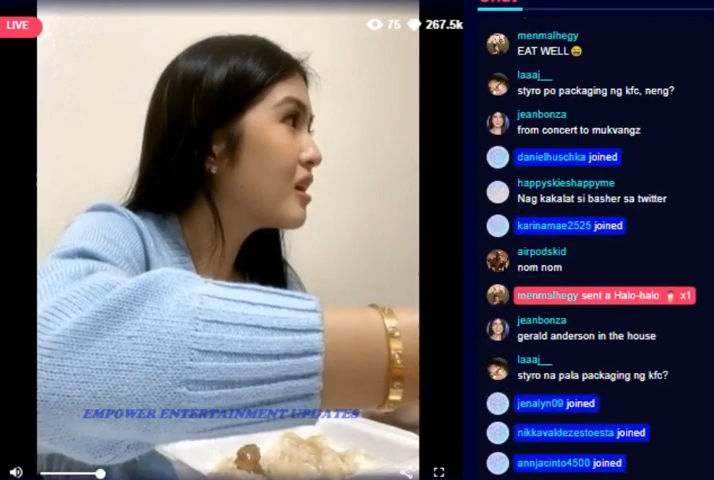 LIVE
75 267.5k
EMPOWER ENTERTAINMENT UPDATES
menmalhegy
EAT WELL😄
laaaj__
styro po packaging ng kfc, neng?
jeanbonza
from concert to mukvangz
danielhuschka joined
happyskieshappyme
Nag kakalat si basher sa twitter
karinamae2525 joined
airpodskid
nom nom
menmalhegy sent a Halo-halo x1
jeanbonza
gerald anderson in the house
laaaj__
styro na pala packaging ng kfc?
jenalyn09 joined
nikkavaldezestoesta joined
annjacinto4500 joined